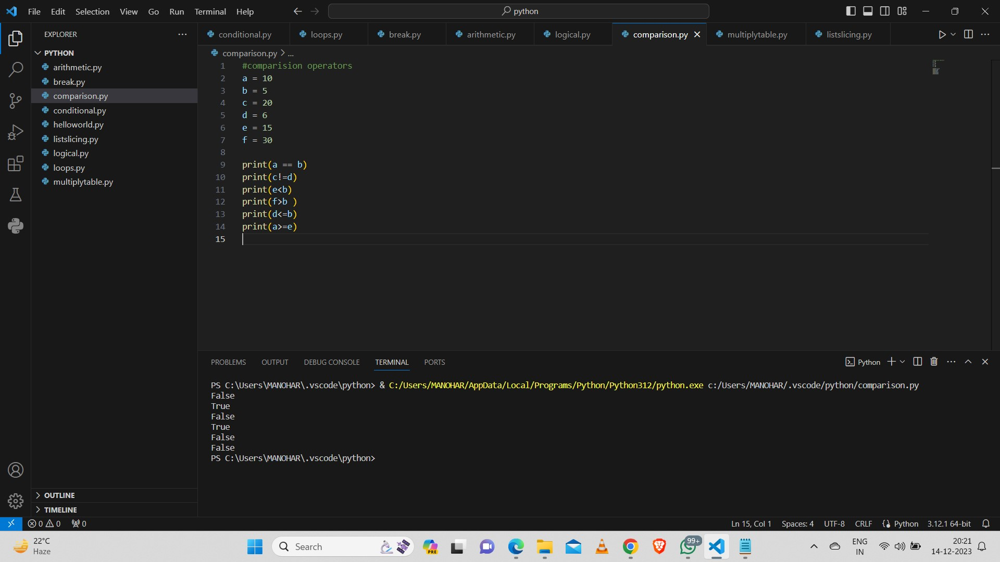 File Edit Selection View Go Run Terminal Help
python
EXPLORER
PYTHON
arithmetic.py
break.py
comparison.py
conditional.py
helloworld.py
listslicing.py
logical.py
loops.py
multiplytable.py
OUTLINE
TIMELINE
conditional.py loops.py break.py arithmetic.py logical.py comparison.py multiplytable.py listslicing.py
comparison.py > ...
1 #comparision operators
2 a = 10
3 b = 5
4 c = 20
5 d = 6
6 e = 15
7 f = 30
8
9 print(a == b)
10 print(c!=d)
11 print(e<b)
12 print(f>b )
13 print(d<=b)
14 print(a>=e)
15
PROBLEMS OUTPUT DEBUG CONSOLE TERMINAL PORTS
Python
PS C:\Users\MANOHAR\.vscode\python> & C:/Users/MANOHAR/AppData/Local/Programs/Python/Python312/python.exe c:/Users/MANOHAR/.vscode/python/comparison.py
False
True
False
True
False
False
PS C:\Users\MANOHAR\.vscode\python>
0 0 0
Ln 15, Col 1 Spaces: 4 UTF-8 CRLF {} Python 3.12.1 64-bit
22°C
Haze
Search
PRE
99+
ENG
IN
20:21
14-12-2023